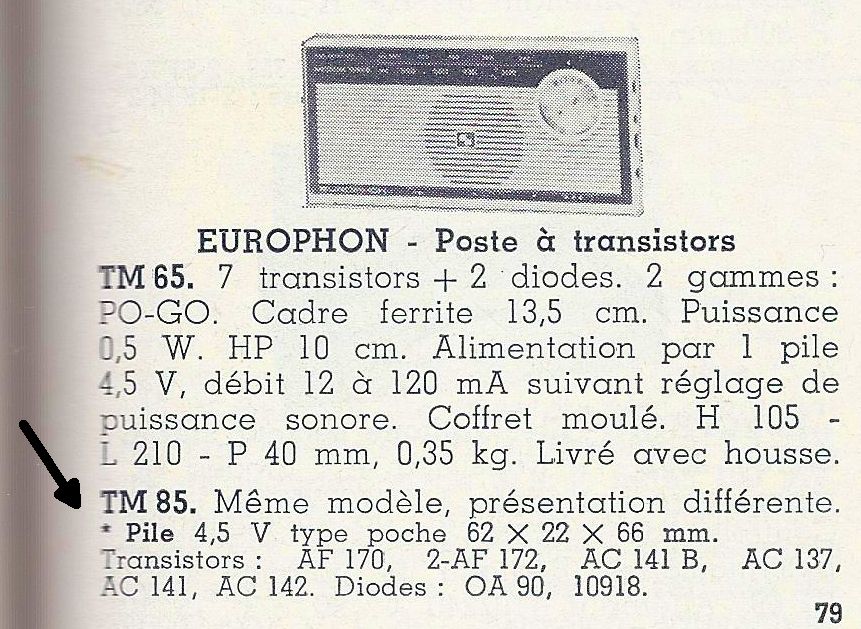 EUROPHON - Poste à transistors
TM 65. 7 transistors + 2 diodes. 2 gammes :
PO-GO. Cadre ferrite 13,5 cm. Puissance
0,5 W. HP 10 cm. Alimentation par 1 pile
4,5 V, débit 12 à 120 mA suivant réglage de
puissance sonore. Coffret moulé. H 105 -
L 210 - P 40 mm, 0,35 kg. Livré avec housse.
TM 85. Même modèle, présentation différente.
* Pile 4,5 V type poche 62 X 22 X 66 mm.
Transistors : AF 170, 2-AF 172, AC 141 B, AC 137,
AC 141, AC 142. Diodes : OA 90, 10918.
79